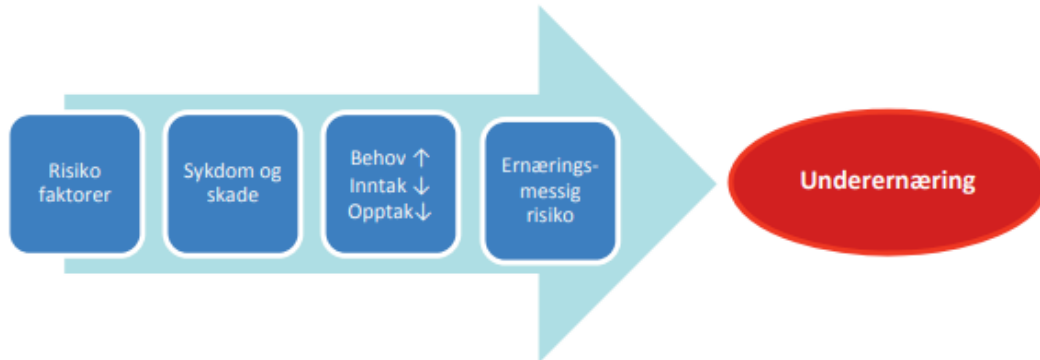 Risiko
faktorer
Sykdom og
skade
Behov ↑
Inntak ↓
Opptak↓
Ernærings-
messig
risiko
Underernæring